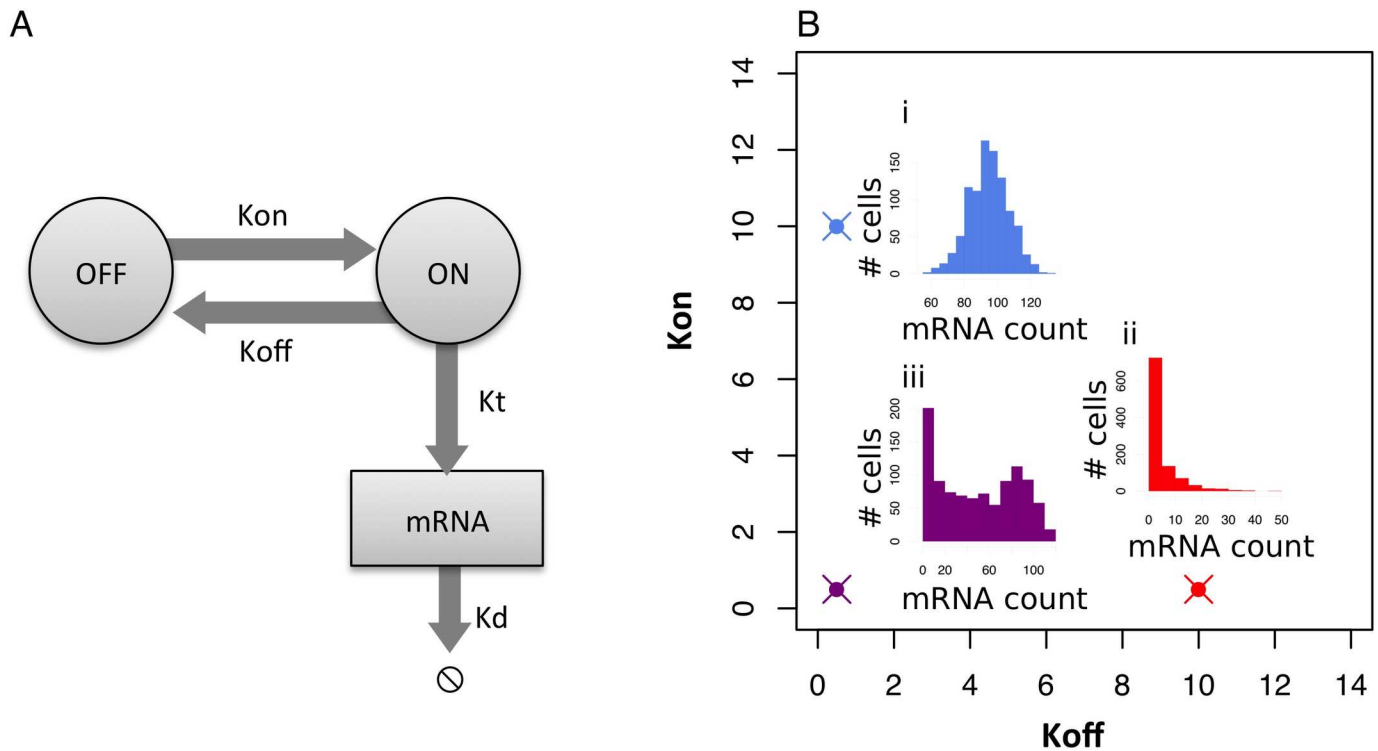 A
OFF
Kon
ON
Koff
Kt
mRNA
Kd
B
Kon
0 2 4 6 8 10 12 14
i
# cells
0 50 100 150
60 80 100 120
mRNA count
ii
# cells
0 200 400 600
0 10 20 30 40 50
mRNA count
iii
# cells
0 50 100 150 200
0 20 60 100
mRNA count
0 2 4 6 8 10 12 14
Koff